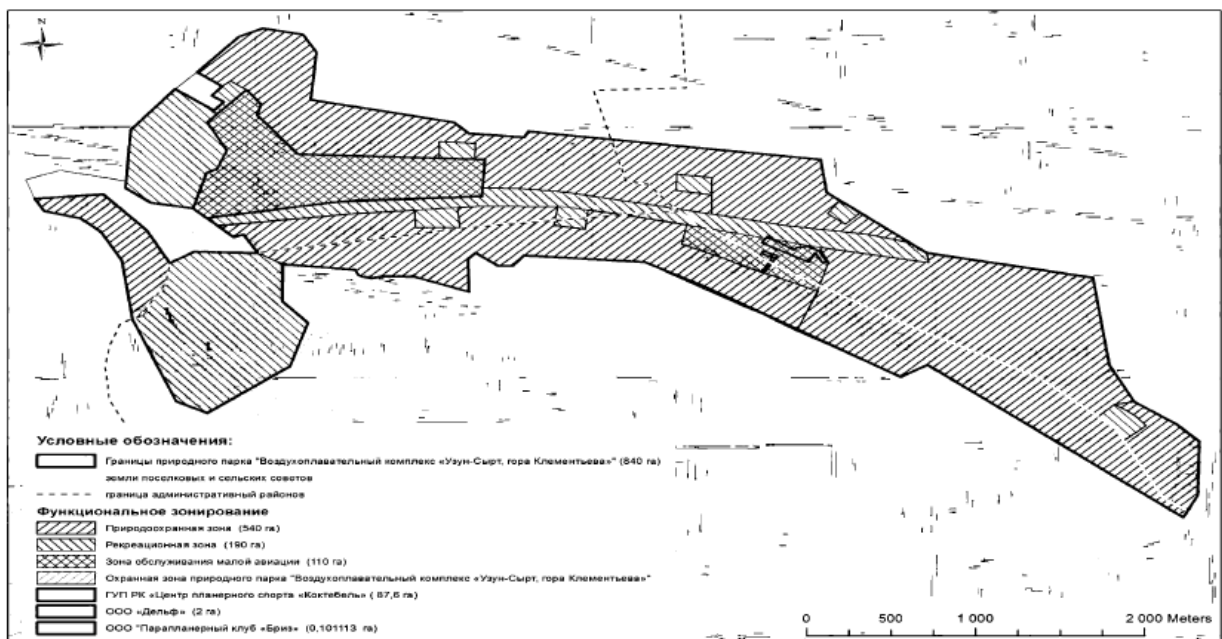 N
Условные обозначения:
Границы природного парка "Воздухоплавательный комплекс «Узун-Сырт, гора Клементьева»" (840 га)
земли поселковых и сельских советов
граница административный районов
Функциональное зонирование
Природоохранная зона (540 га)
Рекреационная зона (190 га)
Зона обслуживания малой авиации (110 га)
Охранная зона природного парка "Воздухоплавательный комплекс «Узун-Сырт, гора Клементьева»"
ГУП РК «Центр планерного спорта «Коктебель» ( 87,6 га)
ООО «Дельф» (2 га)
ООО "Парапланерный клуб «Бриз» (0,101113 га)
0 500 1 000 2 000 Meters